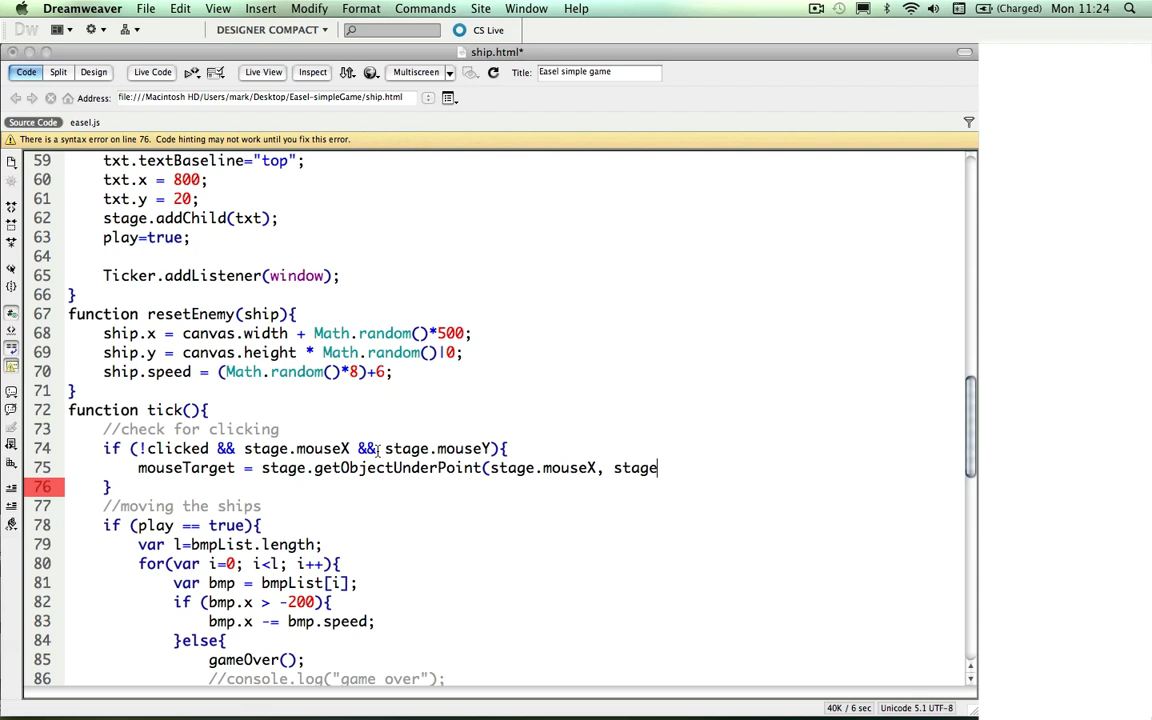 Dreamweaver File Edit View Insert Modify Format Commands Site Window Help (Charged) Mon 11:24
Dw DESIGNER COMPACT CS Live
ship.html*
Code Split Design Live Code Live View Inspect Multiscreen Title: Easel simple game
Address: file:///Macintosh HD/Users/mark/Desktop/Easel-simpleGame/ship.html
Source Code easel.js
There is a syntax error on line 76. Code hinting may not work until you fix this error.
59 txt.textBaseline="top";
60 txt.x = 800;
61 txt.y = 20;
62 stage.addChild(txt);
63 play=true;
64
65 Ticker.addListener(window);
66 }
67 function resetEnemy(ship){
68 ship.x = canvas.width + Math.random()*500;
69 ship.y = canvas.height * Math.random()|0;
70 ship.speed = (Math.random()*8)+6;
71 }
72 function tick(){
73 //check for clicking
74 if (!clicked && stage.mouseX && stage.mouseY){
75 mouseTarget = stage.getObjectUnderPoint(stage.mouseX, stage
76 }
77 //moving the ships
78 if (play == true){
79 var l=bmpList.length;
80 for(var i=0; i<l; i++){
81 var bmp = bmpList[i];
82 if (bmp.x > -200){
83 bmp.x -= bmp.speed;
84 }else{
85 gameOver();
86 //console.log("game over");
40K / 6 sec Unicode 5.1 UTF-8